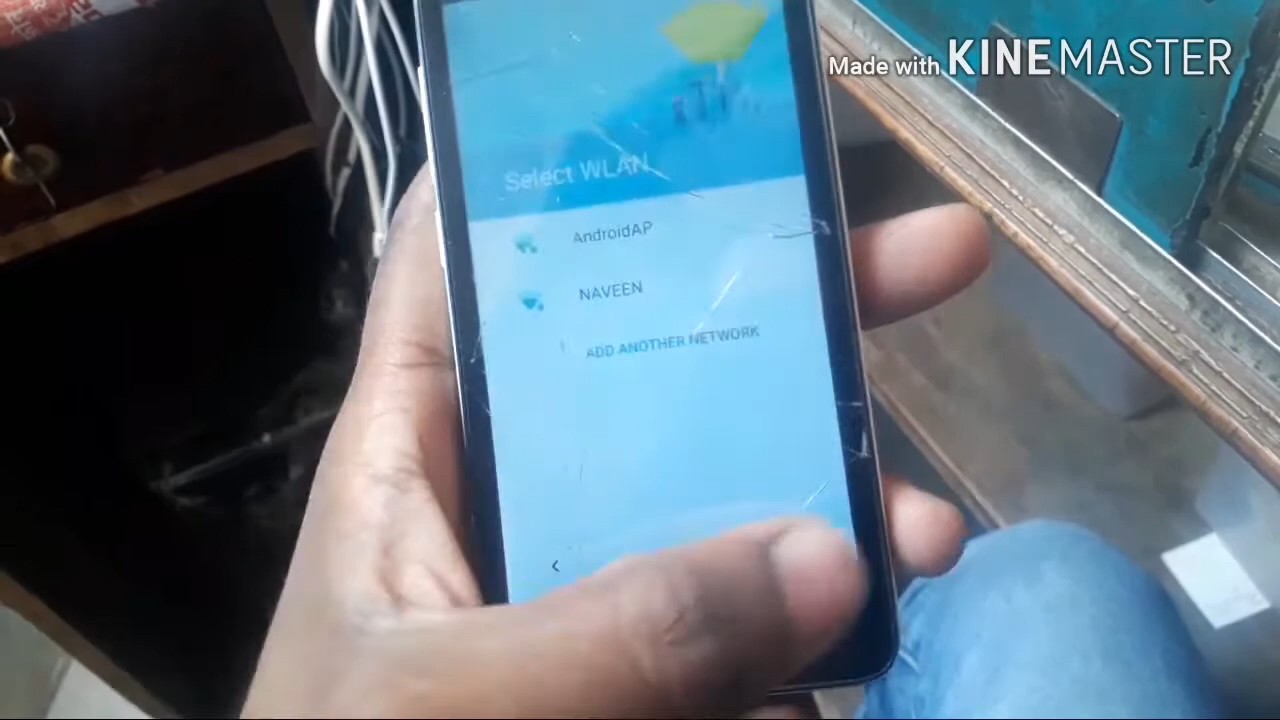 Made with KINEMASTER
Select WLAN
AndroidAP
NAVEEN
ADD ANOTHER NETWORK